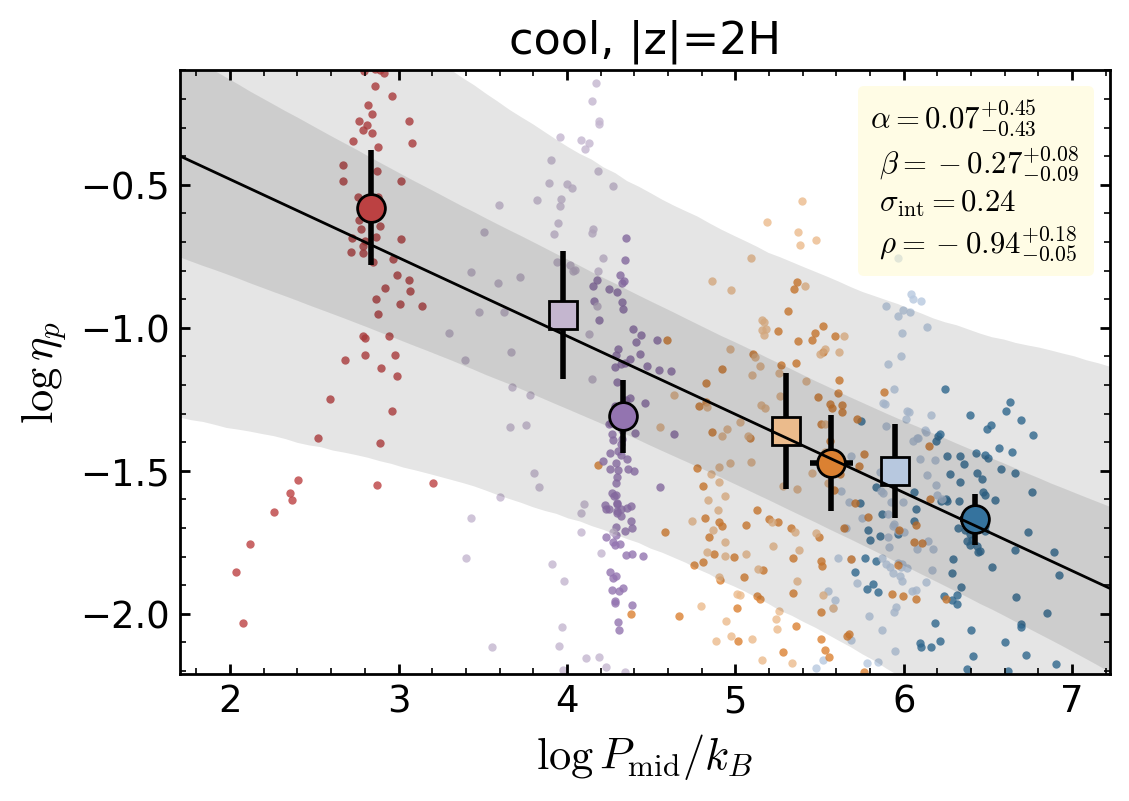 cool, |z|=2H
α = 0.07^{+0.45}_{-0.43}
β = −0.27^{+0.08}_{-0.09}
σ_int = 0.24
ρ = −0.94^{+0.18}_{-0.05}
log η_p
−0.5
−1.0
−1.5
−2.0
2 3 4 5 6 7
log P_mid/k_B